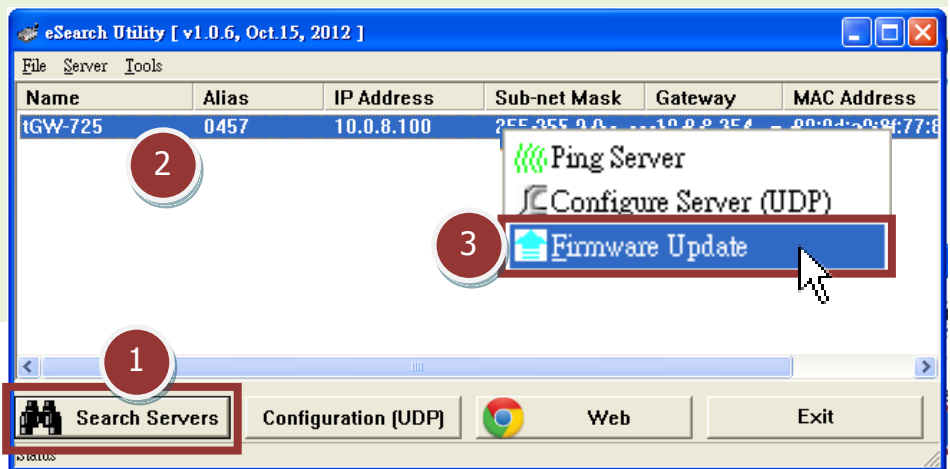 eSearch Utility [ v1.0.6, Oct.15, 2012 ]
File Server Tools
Name Alias IP Address Sub-net Mask Gateway MAC Address
tGW-725 0457 10.0.8.100
2
Ping Server
Configure Server (UDP)
3 Firmware Update
1
Search Servers Configuration (UDP) Web Exit
Status